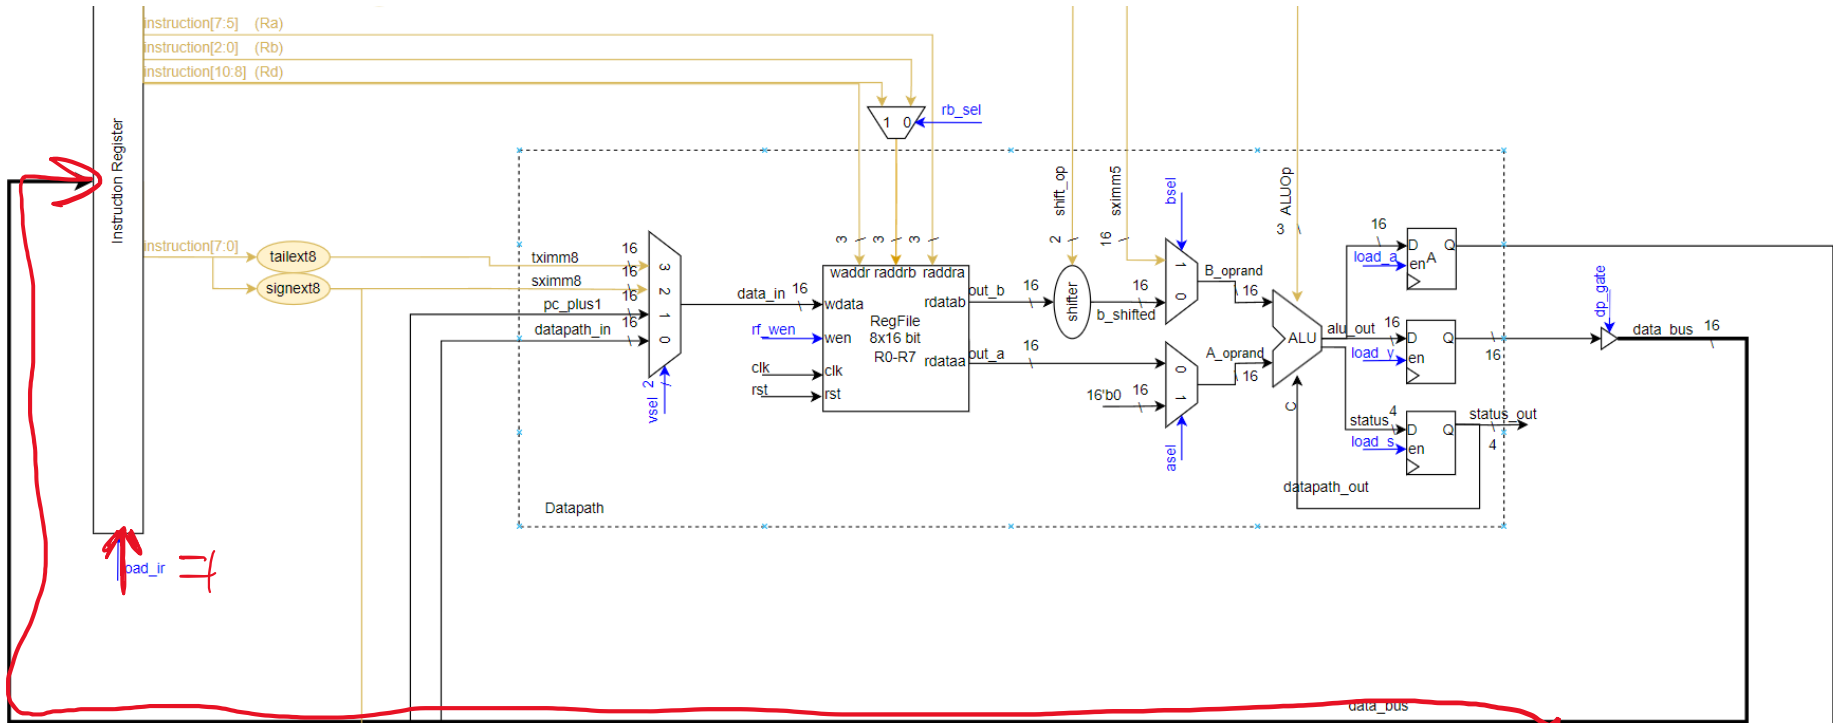 instruction[7:5] (Ra)
instruction[2:0] (Rb)
instruction[10:8] (Rd)
1 0
rb_sel
Instruction Register
instruction[7:0]
tailext8
signext8
load_ir
=1
tximm8
16
sximm8
16
pc_plus1
16
datapath_in
16
3
2
1
0
vsel
2
data_in
16
rf_wen
clk
rst
3
3
3
waddr raddrb raddra
wdata
rdatab
RegFile
8x16 bit
R0-R7
wen
rdataa
clk
rst
out_b
16
out_a
16
shift_op
2
shifter
sximm5
16
16
b_shifted
bsel
1
0
B_oprand
16
16'b0
16
0
1
asel
A_oprand
16
ALUOp
3
ALU
C
alu_out
16
16
load_a
D Q
en A
load_y
D Q
en
16
status
4
load_s
D Q
en
status_out
4
datapath_out
Datapath
dp_gate
data_bus
16
data_bus